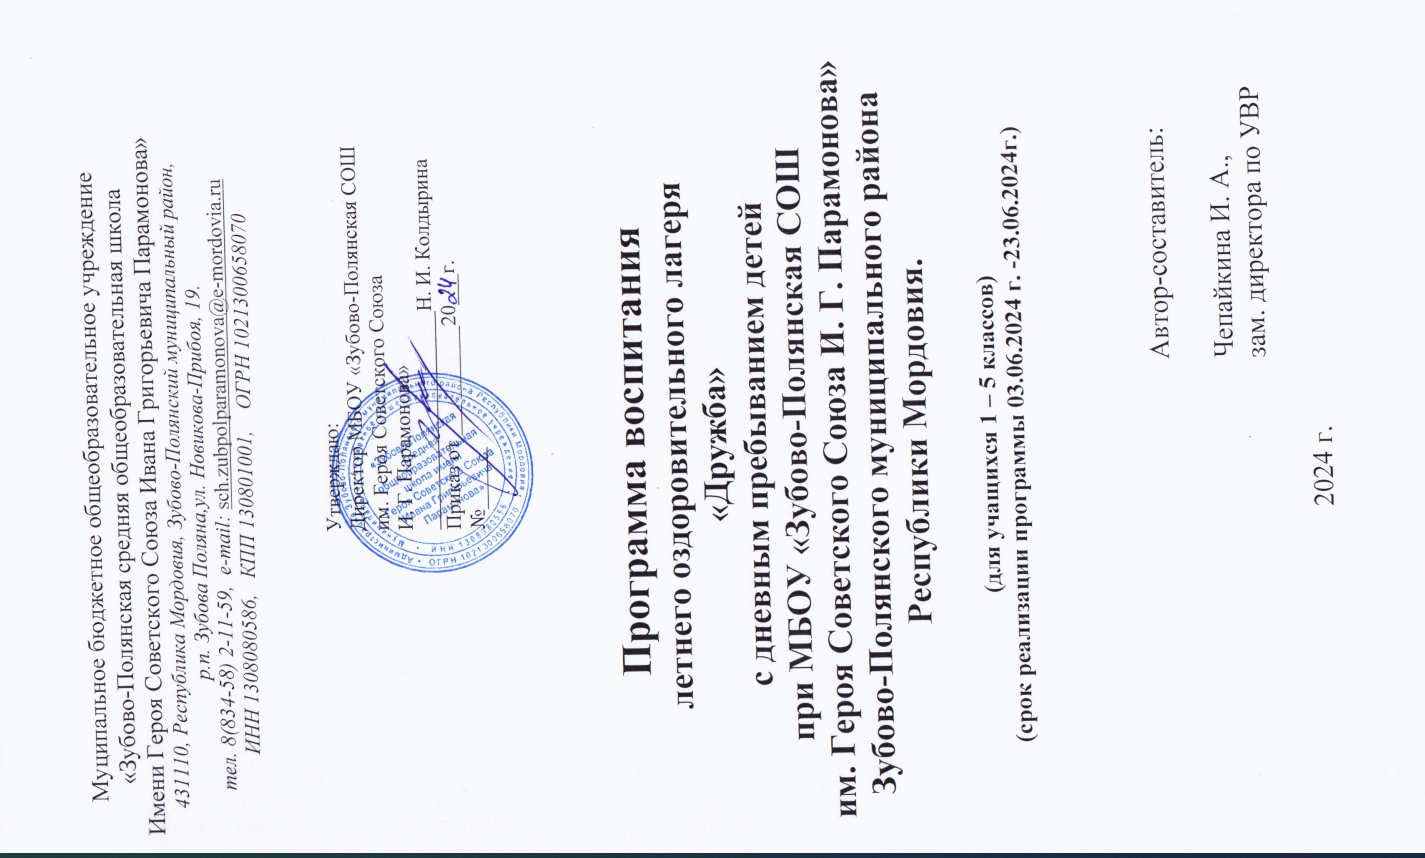 Муципальное бюджетное общеобразовательное учреждение
«Зубово-Полянская средняя общеобразовательная школа
Имени Героя Советского Союза Ивана Григорьевича Парамонова»
431110, Республика Мордовия, Зубово-Полянский муниципальный район,
р.п. Зубова Поляна,ул. Новикова-Прибоя, 19.
тел. 8(834-58) 2-11-59, e-mail: sch.zubpolparamonova@e-mordovia.ru
ИНН 1308080586, КПП 130801001, ОГРН 1021300658070
Утверждаю:
Директор МБОУ «Зубово-Полянская СОШ
им. Героя Советского Союза
И. Г. Парамонова»
Н. И. Колдырина
Приказ от 2024 г.
№
Программа воспитания
летнего оздоровительного лагеря
«Дружба»
с дневным пребыванием детей
при МБОУ «Зубово-Полянская СОШ
им. Героя Советского Союза И. Г. Парамонова»
Зубово-Полянского муниципального района
Республики Мордовия.
(для учащихся 1 – 5 классов)
(срок реализации программы 03.06.2024 г. -23.06.2024г.)
Автор-составитель:
Чепайкина И. А.,
зам. директора по УВР
2024 г.